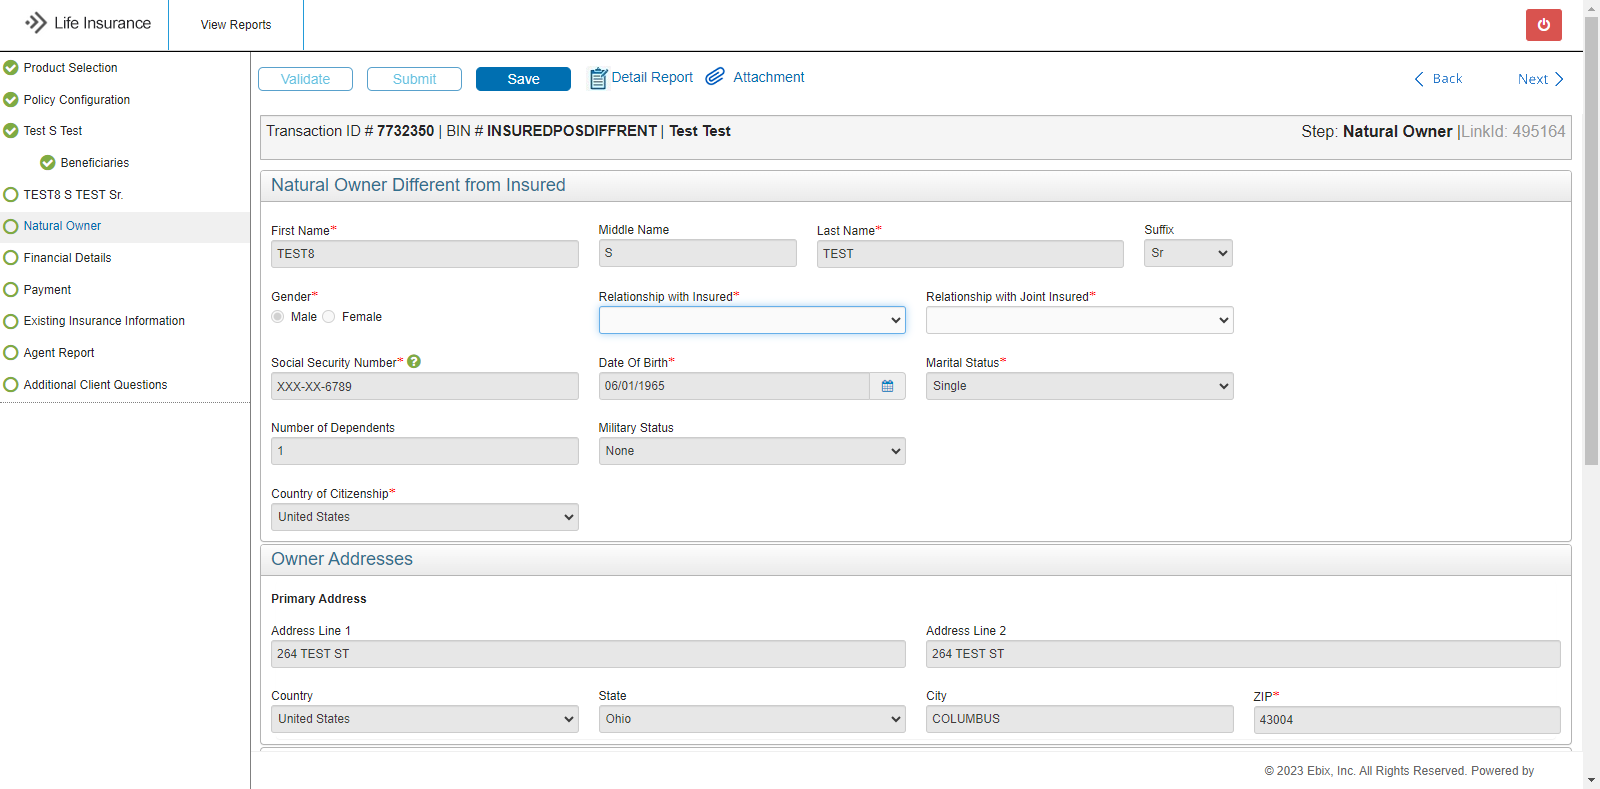 Life Insurance
View Reports
Product Selection
Policy Configuration
Test S Test
Beneficiaries
TEST8 S TEST Sr.
Natural Owner
Financial Details
Payment
Existing Insurance Information
Agent Report
Additional Client Questions
Validate Submit Save Detail Report Attachment Back Next
Transaction ID # 7732350 | BIN # INSUREDPOSDIFFRENT | Test Test Step: Natural Owner |LinkId: 495164
Natural Owner Different from Insured
First Name* Middle Name Last Name* Suffix
TEST8 S TEST Sr
Gender* Relationship with Insured* Relationship with Joint Insured*
Male Female
Social Security Number* ? Date Of Birth* Marital Status*
XXX-XX-6789 06/01/1965 Single
Number of Dependents Military Status
1 None
Country of Citizenship*
United States
Owner Addresses
Primary Address
Address Line 1 Address Line 2
264 TEST ST 264 TEST ST
Country State City ZIP*
United States Ohio COLUMBUS 43004
© 2023 Ebix, Inc. All Rights Reserved. Powered by